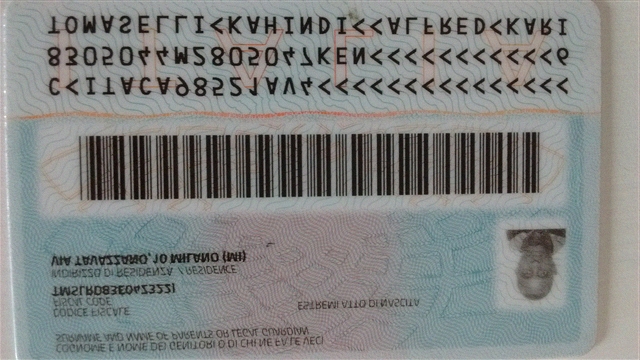 COGNOME E NOME DEI GENITORI O DI CHI NE FA LE VECI
SURNAME AND NAME OF PARENTS OR LEGAL GUARDIAN
CODICE FISCALE
FISCAL CODE
ESTREMI ATTO DI NASCITA
TMSLRD83E04Z322J
INDIRIZZO DI RESIDENZA / RESIDENCE
VIA TAVAZZANO, 10 MILANO (MI)
C<ITACA98521AV4<<<<<<<<<<<<<<<
8305044M2805047KEN<<<<<<<<<<<6
TOMASELLI<KAHINDI<<ALFRED<KARI